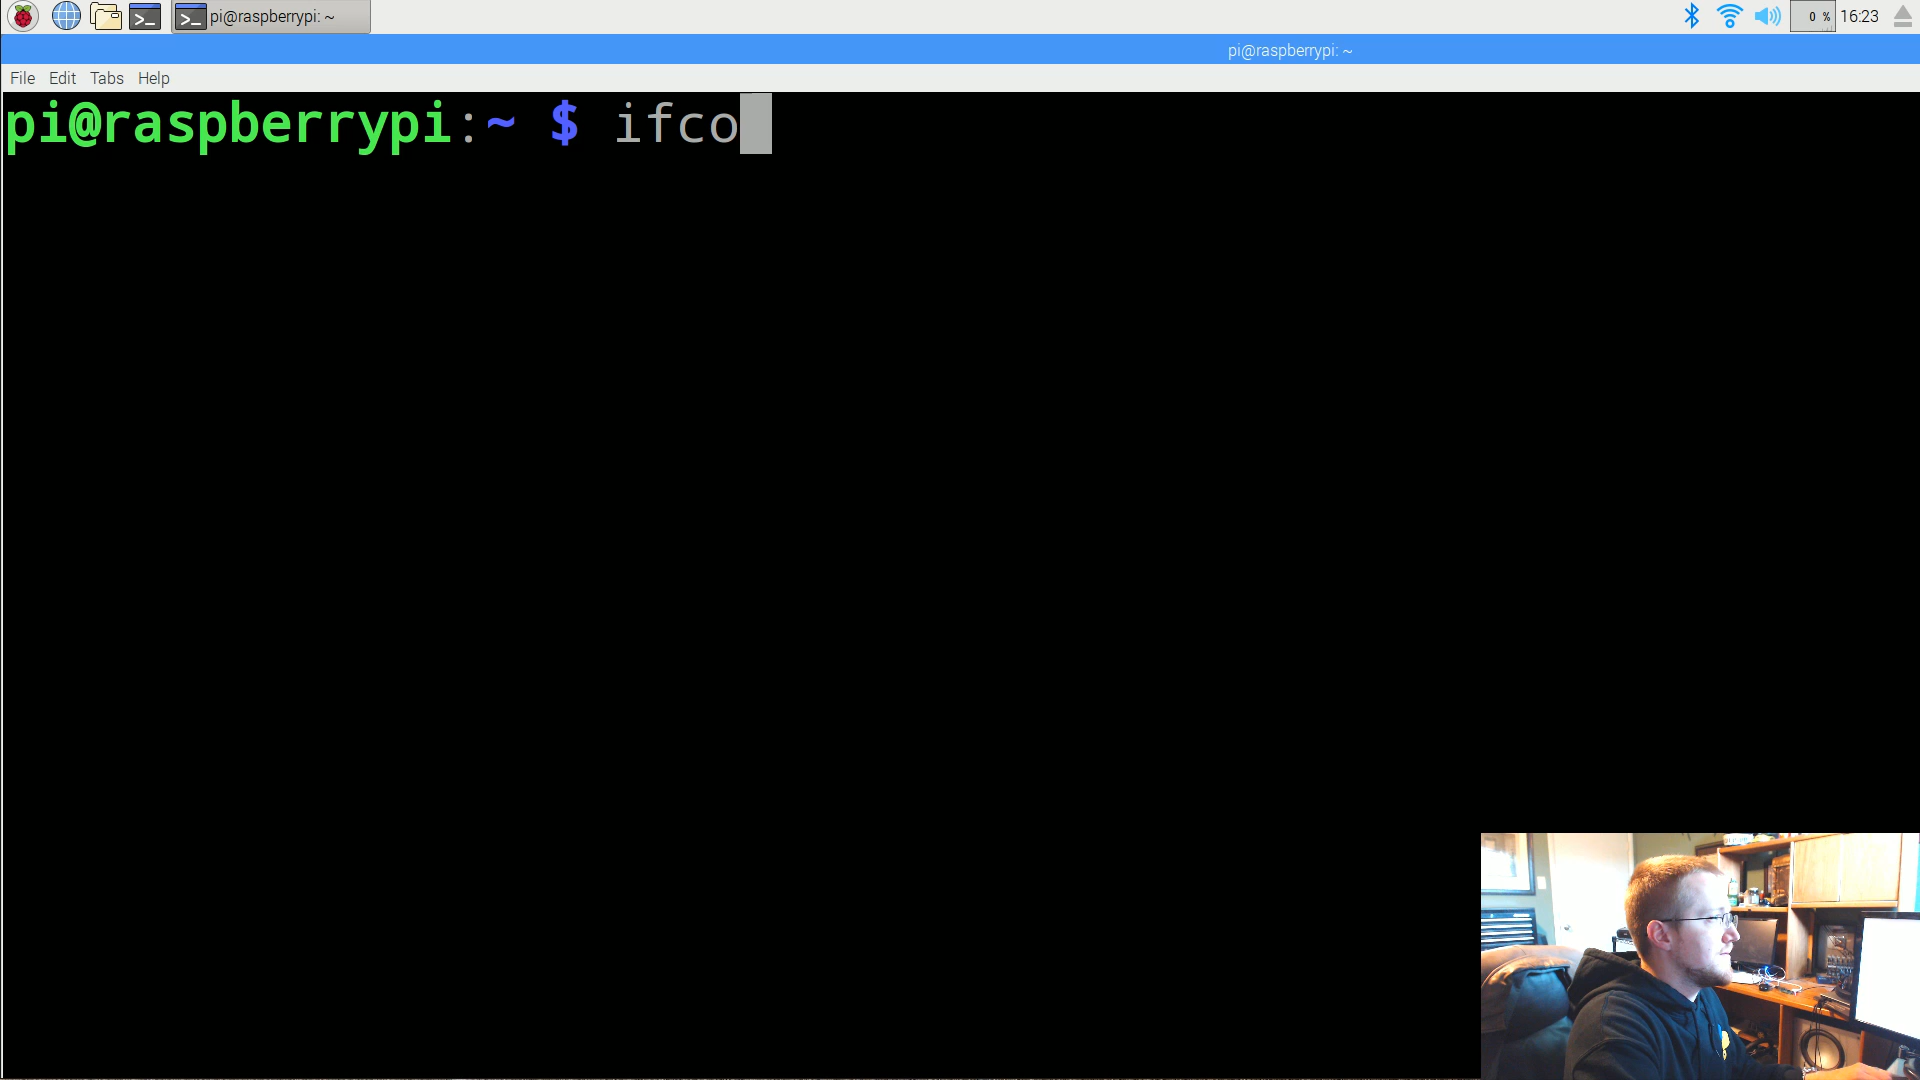 pi@raspberrypi: ~
0 %
16:23
pi@raspberrypi: ~
File Edit Tabs Help
pi@raspberrypi:~ $ ifco